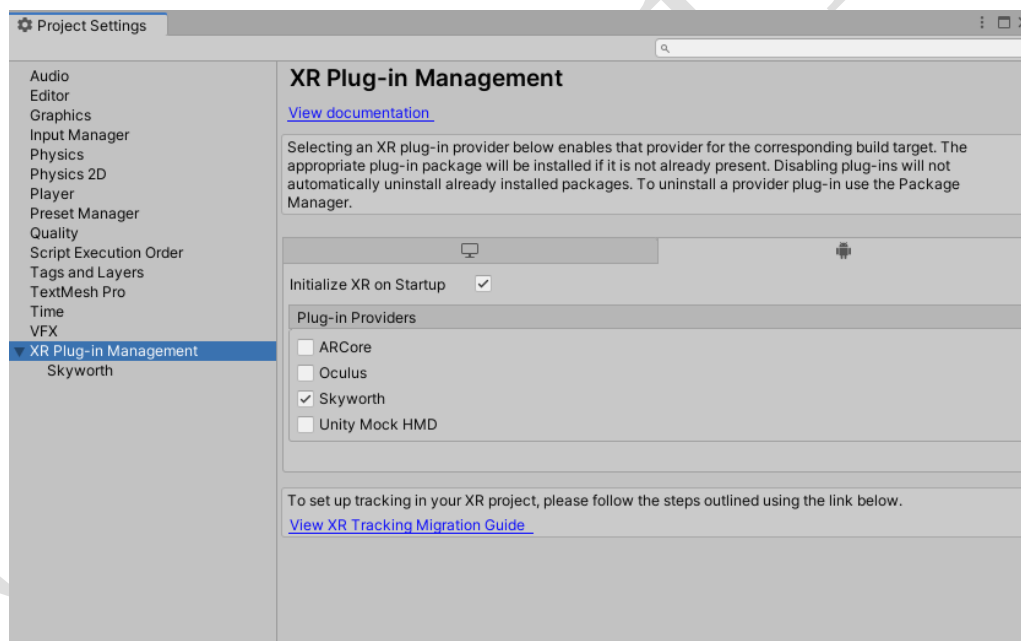 Project Settings
Audio
Editor
Graphics
Input Manager
Physics
Physics 2D
Player
Preset Manager
Quality
Script Execution Order
Tags and Layers
TextMesh Pro
Time
VFX
XR Plug-in Management
Skyworth
XR Plug-in Management
View documentation
Selecting an XR plug-in provider below enables that provider for the corresponding build target. The
appropriate plug-in package will be installed if it is not already present. Disabling plug-ins will not
automatically uninstall already installed packages. To uninstall a provider plug-in use the Package
Manager.
Initialize XR on Startup
Plug-in Providers
ARCore
Oculus
Skyworth
Unity Mock HMD
To set up tracking in your XR project, please follow the steps outlined using the link below.
View XR Tracking Migration Guide